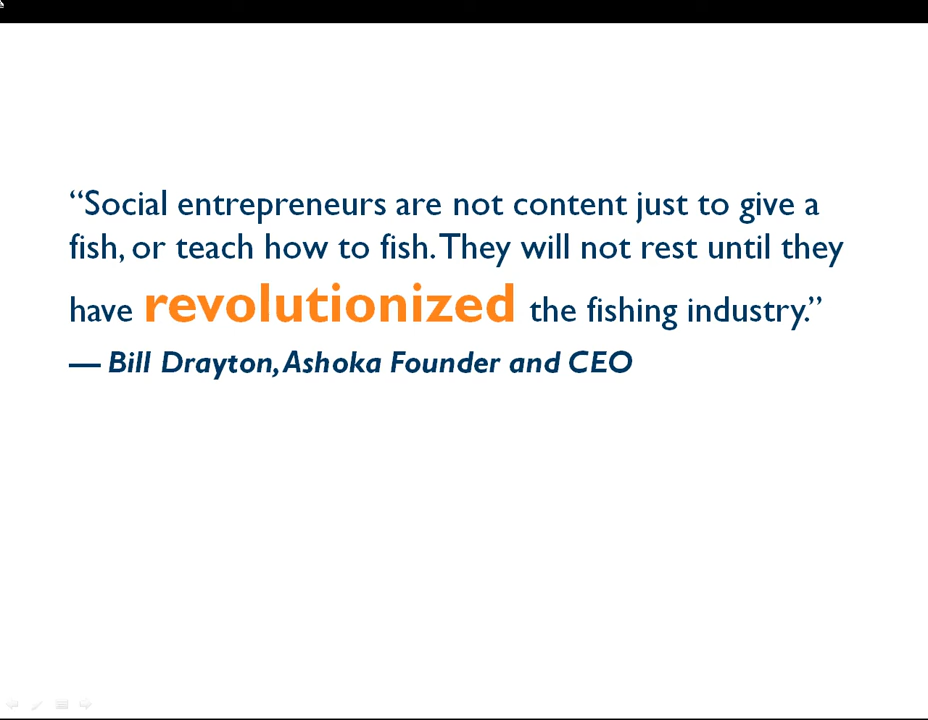 “Social entrepreneurs are not content just to give a
fish, or teach how to fish. They will not rest until they
have revolutionized the fishing industry.”
— Bill Drayton, Ashoka Founder and CEO